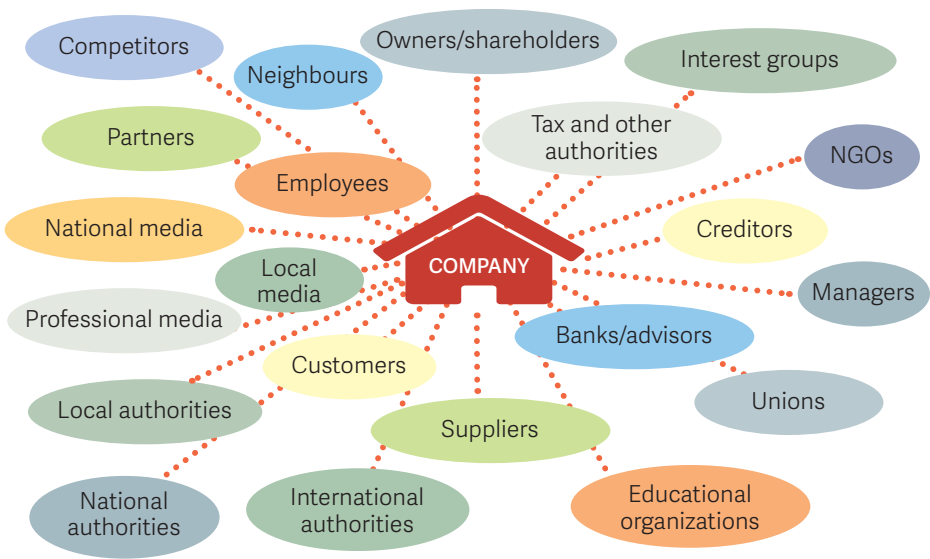 Competitors
Owners/shareholders
Neighbours
Interest groups
Partners
Tax and other
authorities
NGOs
Employees
National media
Creditors
Local
media
COMPANY
Managers
Professional media
Customers
Banks/advisors
Local authorities
Unions
Suppliers
National
authorities
International
authorities
Educational
organizations